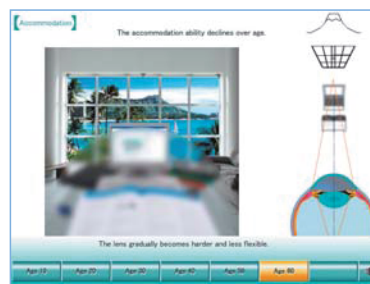 【Accommodation】
The accommodation ability declines over age.
The lens gradually becomes harder and less flexible.
Age 10 Age 20 Age 30 Age 40 Age 50 Age 60